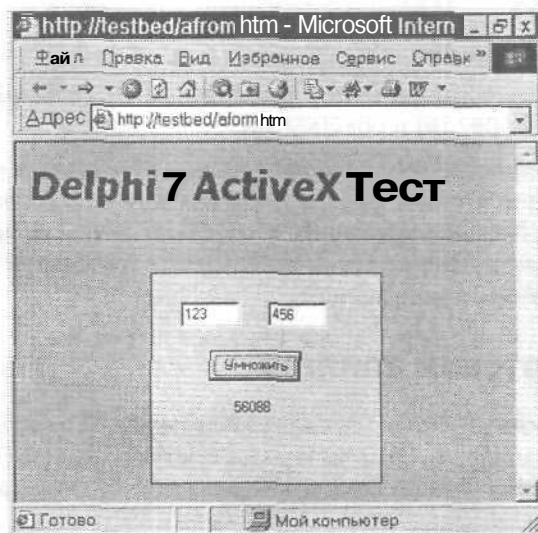 http://testbed/afrom htm - Microsoft Intern
Файл Правка Вид Избранное Сервис Справк »
Адрес http://testbed/aform htm
Delphi 7 ActiveX Тест
123 456
Умножить
56088
Готово Мой компьютер